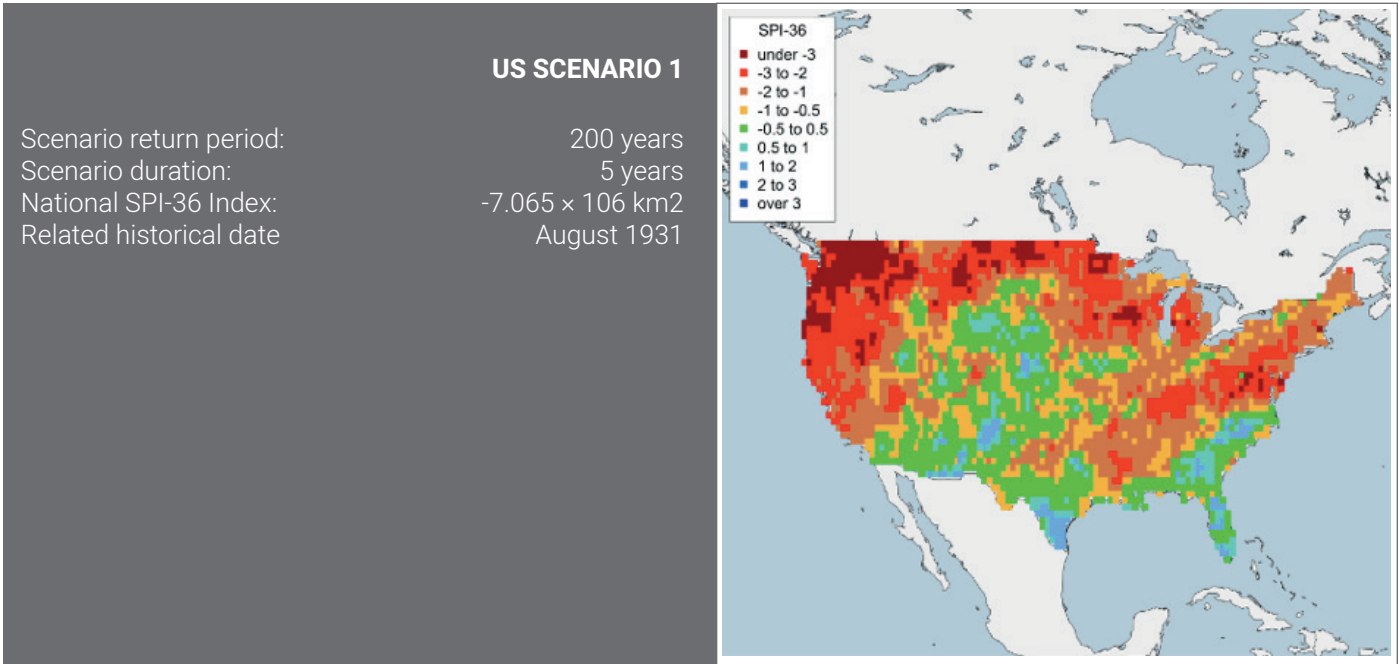 US SCENARIO 1
Scenario return period: 200 years
Scenario duration: 5 years
National SPI-36 Index: -7.065 × 106 km2
Related historical date August 1931
SPI-36
under -3
-3 to -2
-2 to -1
-1 to -0.5
-0.5 to 0.5
0.5 to 1
1 to 2
2 to 3
over 3